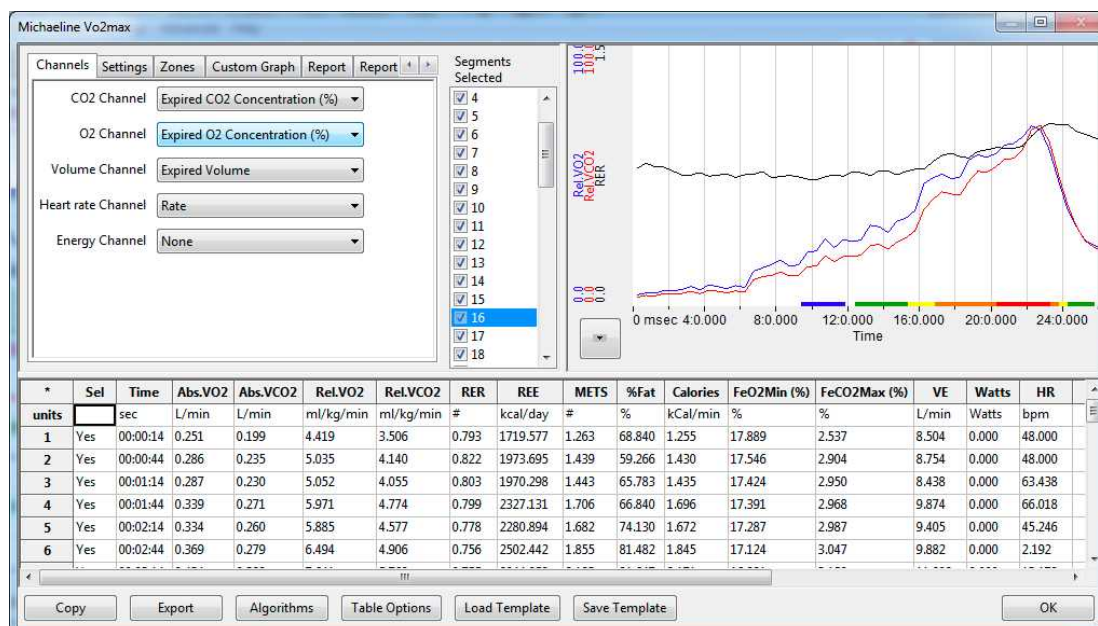 Michaeline Vo2max
Channels Settings Zones Custom Graph Report Report
CO2 Channel Expired CO2 Concentration (%)
O2 Channel Expired O2 Concentration (%)
Volume Channel Expired Volume
Heart rate Channel Rate
Energy Channel None
Segments
Selected
4
5
6
7
8
9
10
11
12
13
14
15
16
17
18
100.0 100.0 1.5
Rel.VO2
Rel.VCO2
RER
0.0 0.0 0.0
0 msec 4:0.000 8:0.000 12:0.000 16:0.000 20:0.000 24:0.000
Time
* Sel Time Abs.VO2 Abs.VCO2 Rel.VO2 Rel.VCO2 RER REE METS %Fat Calories FeO2Min (%) FeCO2Max (%) VE Watts HR
units sec L/min L/min ml/kg/min ml/kg/min # kcal/day # % kCal/min % % L/min Watts bpm
1 Yes 00:00:14 0.251 0.199 4.419 3.506 0.793 1719.577 1.263 68.840 1.255 17.889 2.537 8.504 0.000 48.000
2 Yes 00:00:44 0.286 0.235 5.035 4.140 0.822 1973.695 1.439 59.266 1.430 17.546 2.904 8.754 0.000 48.000
3 Yes 00:01:14 0.287 0.230 5.052 4.055 0.803 1970.298 1.443 65.783 1.435 17.424 2.950 8.438 0.000 63.438
4 Yes 00:01:44 0.339 0.271 5.971 4.774 0.799 2327.131 1.706 66.840 1.696 17.391 2.968 9.874 0.000 66.018
5 Yes 00:02:14 0.334 0.260 5.885 4.577 0.778 2280.894 1.682 74.130 1.672 17.287 2.987 9.405 0.000 45.246
6 Yes 00:02:44 0.369 0.279 6.494 4.906 0.756 2502.442 1.855 81.482 1.845 17.124 3.047 9.882 0.000 2.192
Copy Export Algorithms Table Options Load Template Save Template OK